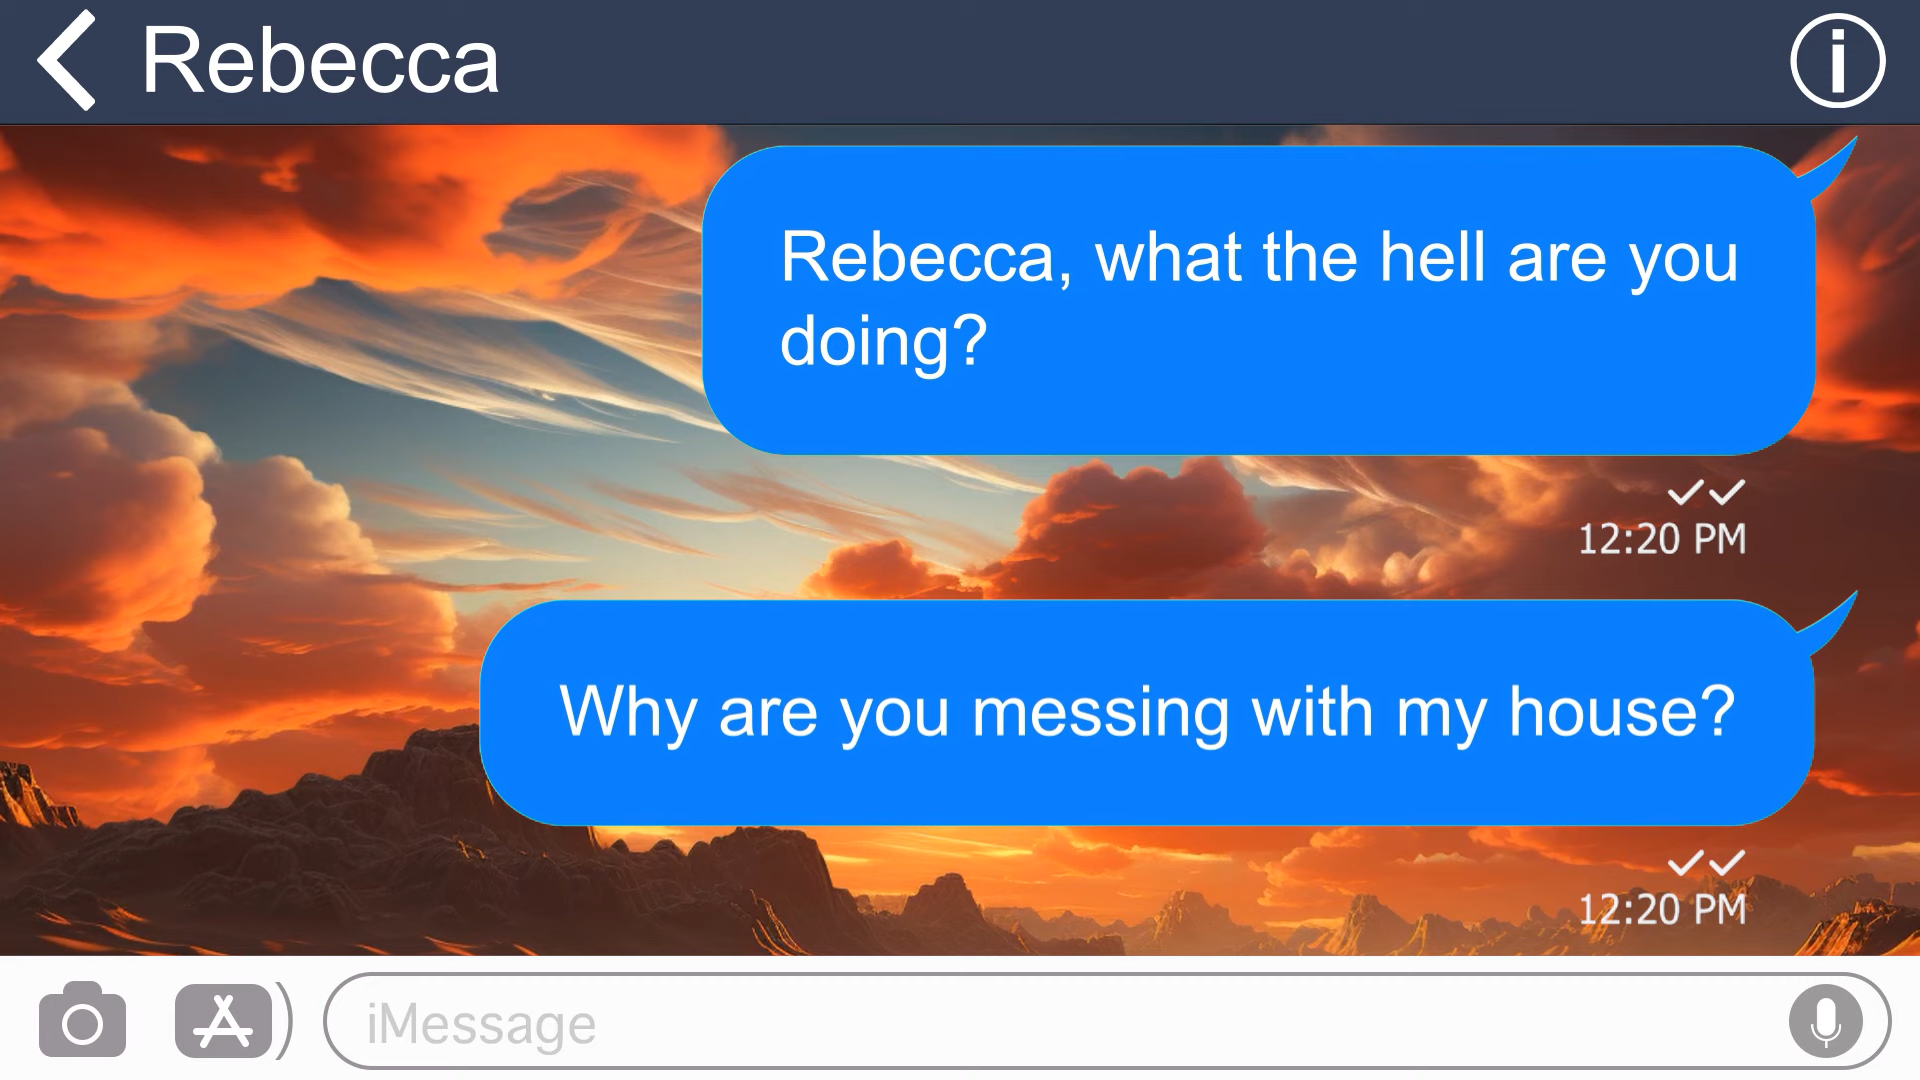 Rebecca
Rebecca, what the hell are you
doing?
12:20 PM
Why are you messing with my house?
12:20 PM
iMessage